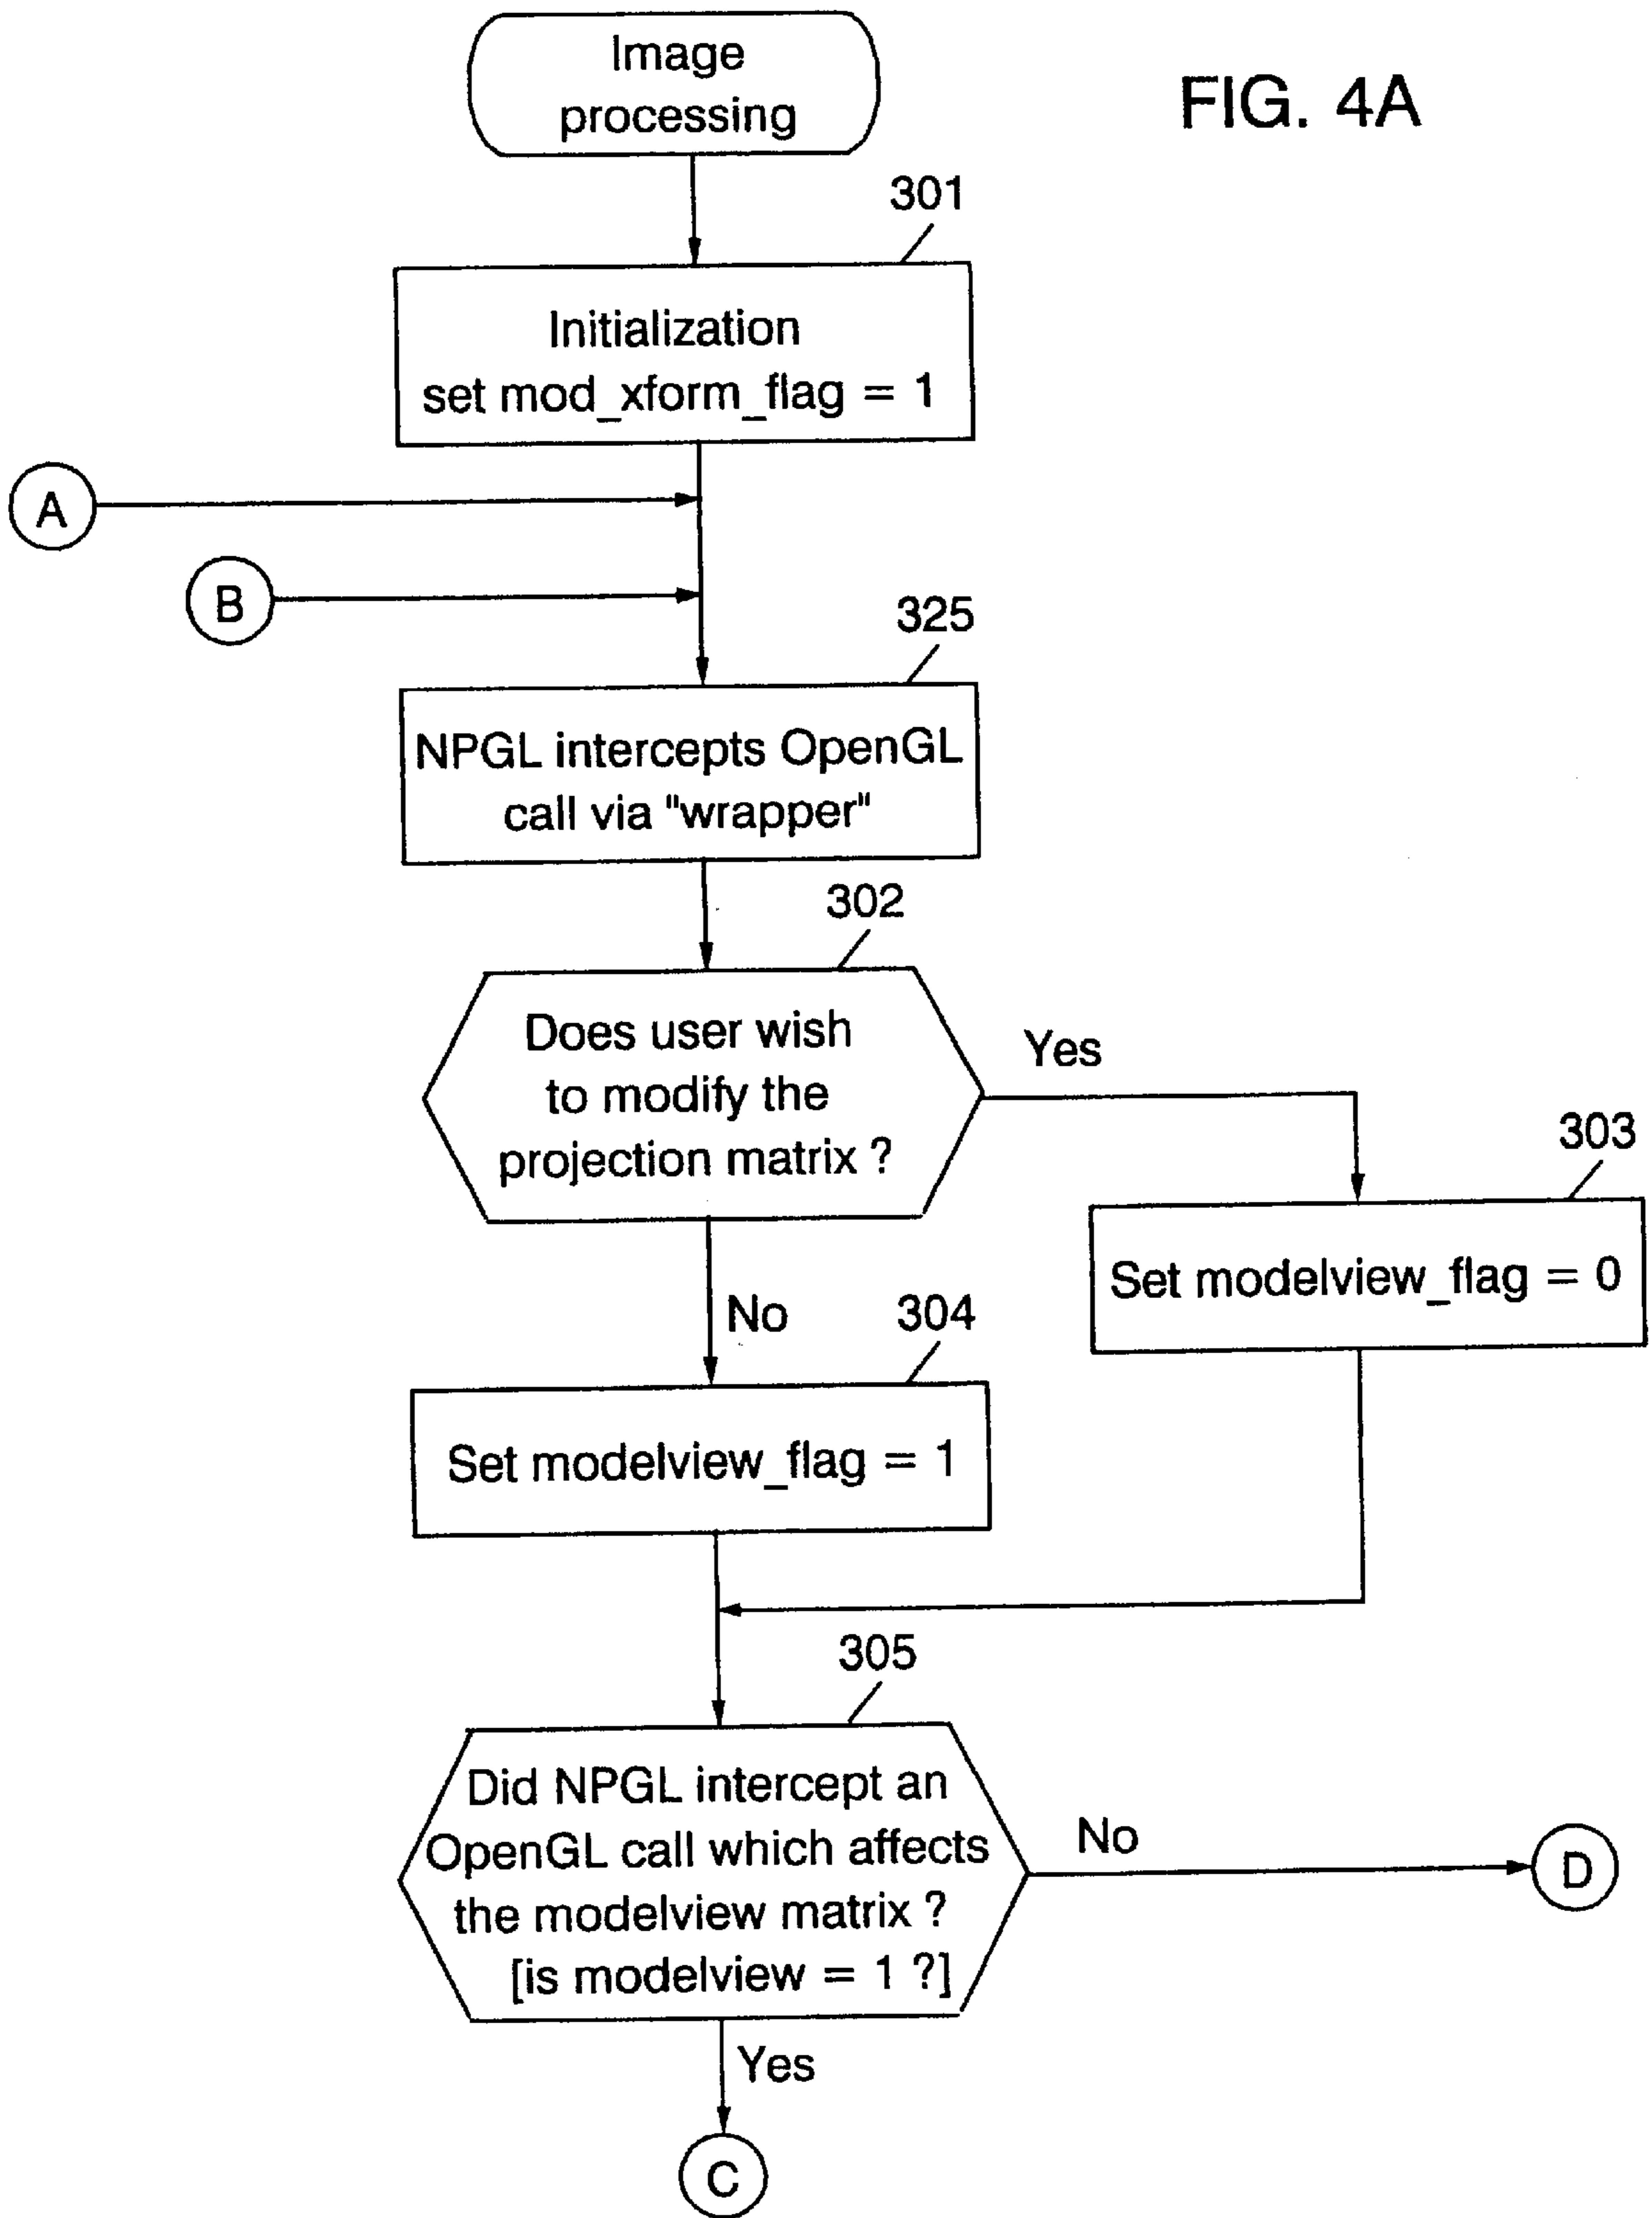 Image
processing
FIG. 4A
301
Initialization
set mod_xform_flag = 1
A
B
325
NPGL intercepts OpenGL
call via "wrapper"
302
Does user wish
to modify the
projection matrix ?
Yes
303
Set modelview_flag = 0
No
304
Set modelview_flag = 1
305
Did NPGL intercept an
OpenGL call which affects
the modelview matrix ?
[is modelview = 1 ?]
No
D
Yes
C